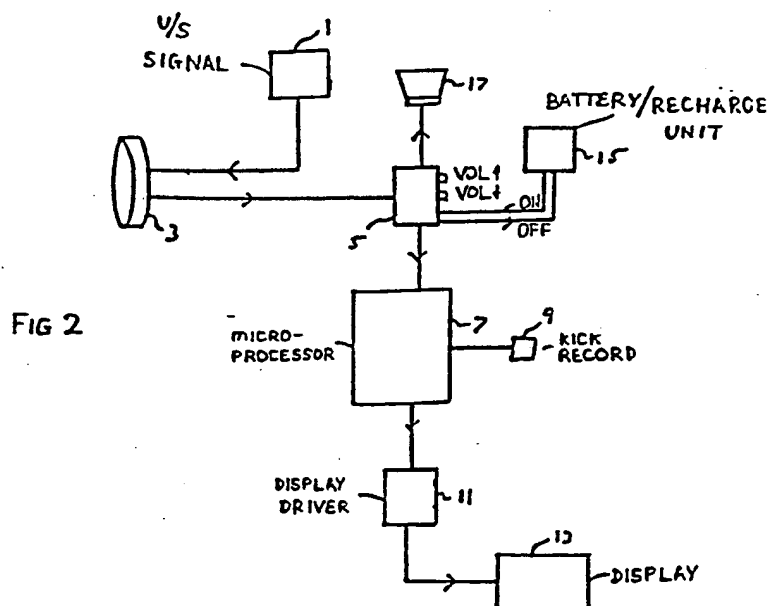 U/S
SIGNAL
1
17
BATTERY/RECHARGE
UNIT
15
VOL↑
VOL↓
ON
OFF
3
5
FIG 2
MICRO-
PROCESSOR
7
9
KICK
RECORD
DISPLAY
DRIVER
11
13
DISPLAY